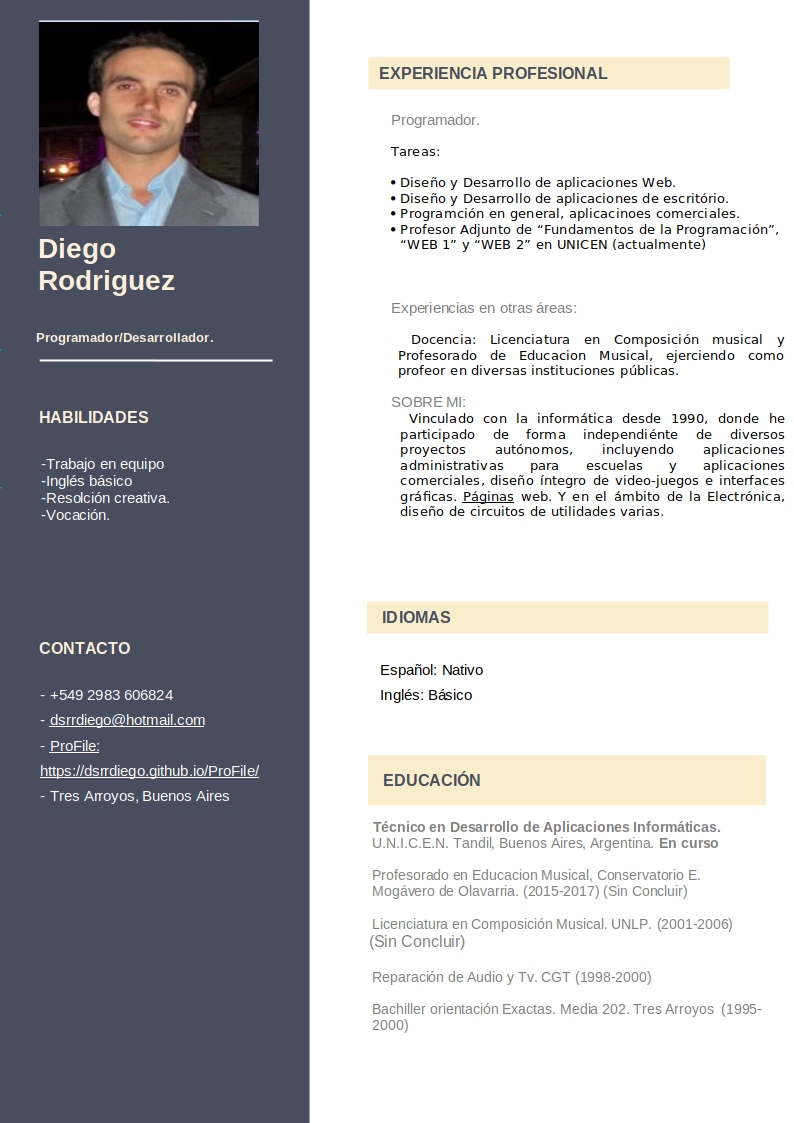 Diego
Rodriguez
Programador/Desarrollador.
HABILIDADES
-Trabajo en equipo
-Inglés básico
-Resolción creativa.
-Vocación.
CONTACTO
- +549 2983 606824
- dsrrdiego@hotmail.com
- ProFile:
https://dsrrdiego.github.io/ProFile/
- Tres Arroyos, Buenos Aires
EXPERIENCIA PROFESIONAL
Programador.
Tareas:
• Diseño y Desarrollo de aplicaciones Web.
• Diseño y Desarrollo de aplicaciones de escritório.
• Programción en general, aplicacinoes comerciales.
• Profesor Adjunto de “Fundamentos de la Programación”,
“WEB 1” y “WEB 2” en UNICEN (actualmente)
Experiencias en otras áreas:
Docencia: Licenciatura en Composición musical y
Profesorado de Educacion Musical, ejerciendo como
profeor en diversas instituciones públicas.
SOBRE MI:
Vinculado con la informática desde 1990, donde he
participado de forma independiénte de diversos
proyectos autónomos, incluyendo aplicaciones
administrativas para escuelas y aplicaciones
comerciales, diseño íntegro de video-juegos e interfaces
gráficas. Páginas web. Y en el ámbito de la Electrónica,
diseño de circuitos de utilidades varias.
IDIOMAS
Español: Nativo
Inglés: Básico
EDUCACIÓN
Técnico en Desarrollo de Aplicaciones Informáticas.
U.N.I.C.E.N. Tandil, Buenos Aires, Argentina. En curso
Profesorado en Educacion Musical, Conservatorio E.
Mogávero de Olavarria. (2015-2017) (Sin Concluir)
Licenciatura en Composición Musical. UNLP. (2001-2006)
(Sin Concluir)
Reparación de Audio y Tv. CGT (1998-2000)
Bachiller orientación Exactas. Media 202. Tres Arroyos (1995-
2000)